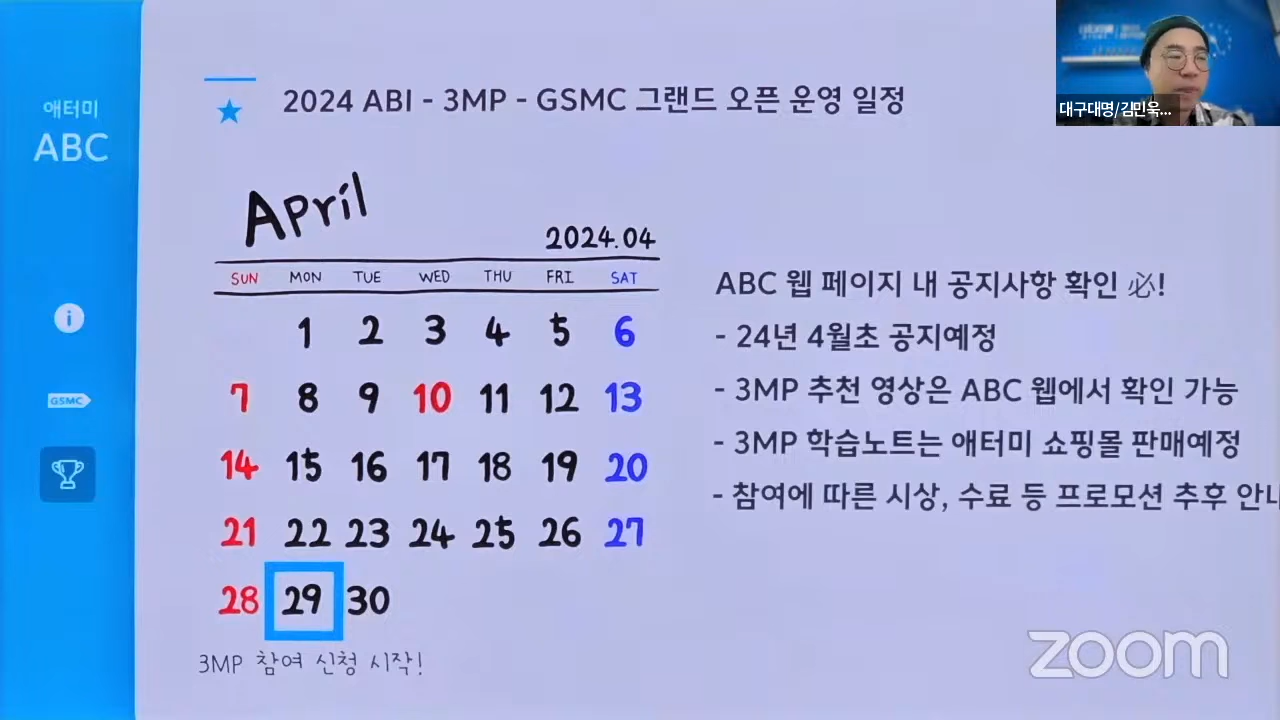 애터미
ABC
GSMC
2024 ABI - 3MP - GSMC 그랜드 오픈 운영 일정
대구대명/김민욱...
April
2024.04
SUN MON TUE WED THU FRI SAT
1 2 3 4 5 6
7 8 9 10 11 12 13
14 15 16 17 18 19 20
21 22 23 24 25 26 27
28 29 30
3MP 참여 신청 시작!
ABC 웹 페이지 내 공지사항 확인 必!
- 24년 4월초 공지예정
- 3MP 추천 영상은 ABC 웹에서 확인 가능
- 3MP 학습노트는 애터미 쇼핑몰 판매예정
- 참여에 따른 시상, 수료 등 프로모션 추후
zoom